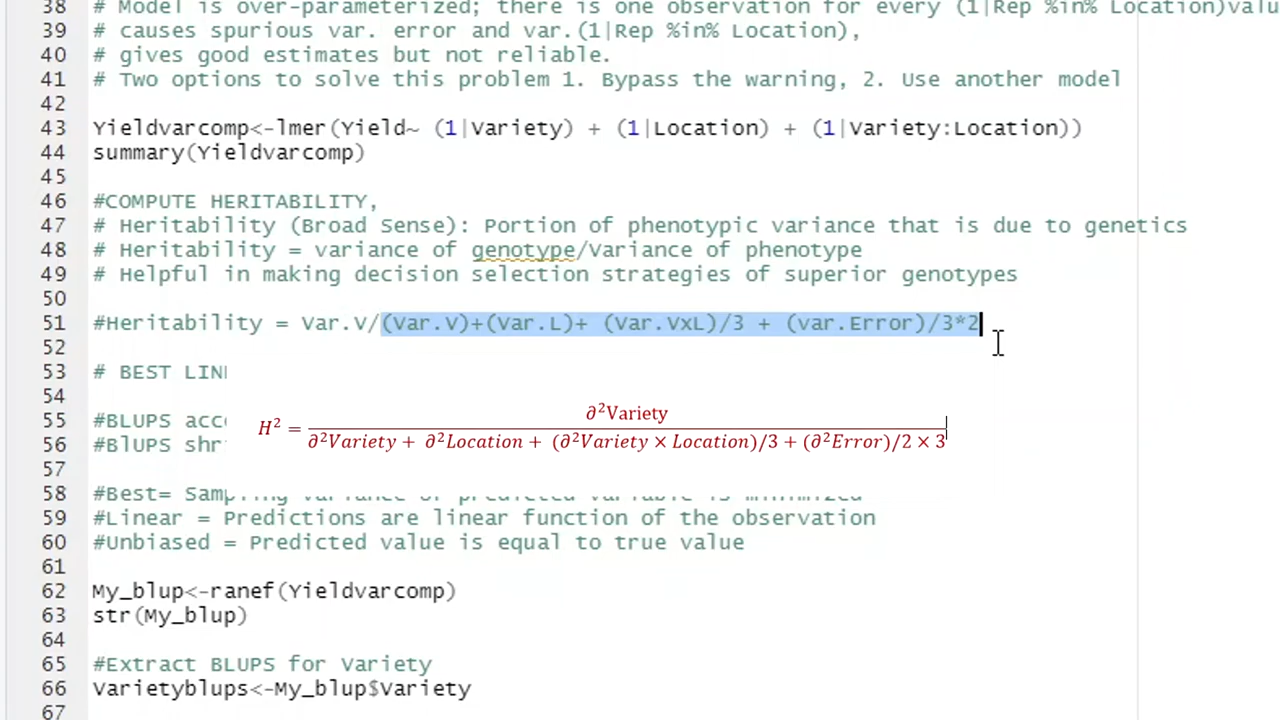 38 # Model is over-parameterized; there is one observation for every (1|Rep %in% Location)valu
39 # causes spurious var. error and var.(1|Rep %in% Location),
40 # gives good estimates but not reliable.
41 # Two options to solve this problem 1. Bypass the warning, 2. Use another model
42
43 Yieldvarcomp<-lmer(Yield~ (1|Variety) + (1|Location) + (1|Variety:Location))
44 summary(Yieldvarcomp)
45
46 #COMPUTE HERITABILITY,
47 # Heritability (Broad Sense): Portion of phenotypic variance that is due to genetics
48 # Heritability = variance of genotype/Variance of phenotype
49 # Helpful in making decision selection strategies of superior genotypes
50
51 #Heritability = Var.V/(Var.V)+(Var.L)+ (Var.VxL)/3 + (var.Error)/3*2
52
53 # BEST LIN
54
55 #BLUPS acc
56 #BlUPS shr
∂²Variety
H² =
∂²Variety + ∂²Location + (∂²Variety × Location)/3 + (∂²Error)/2 × 3
57
58 #Best= Sampling variance of predicted variable is minimized
59 #Linear = Predictions are linear function of the observation
60 #Unbiased = Predicted value is equal to true value
61
62 My_blup<-ranef(Yieldvarcomp)
63 str(My_blup)
64
65 #Extract BLUPS for Variety
66 Varietyblups<-My_blup$Variety
67